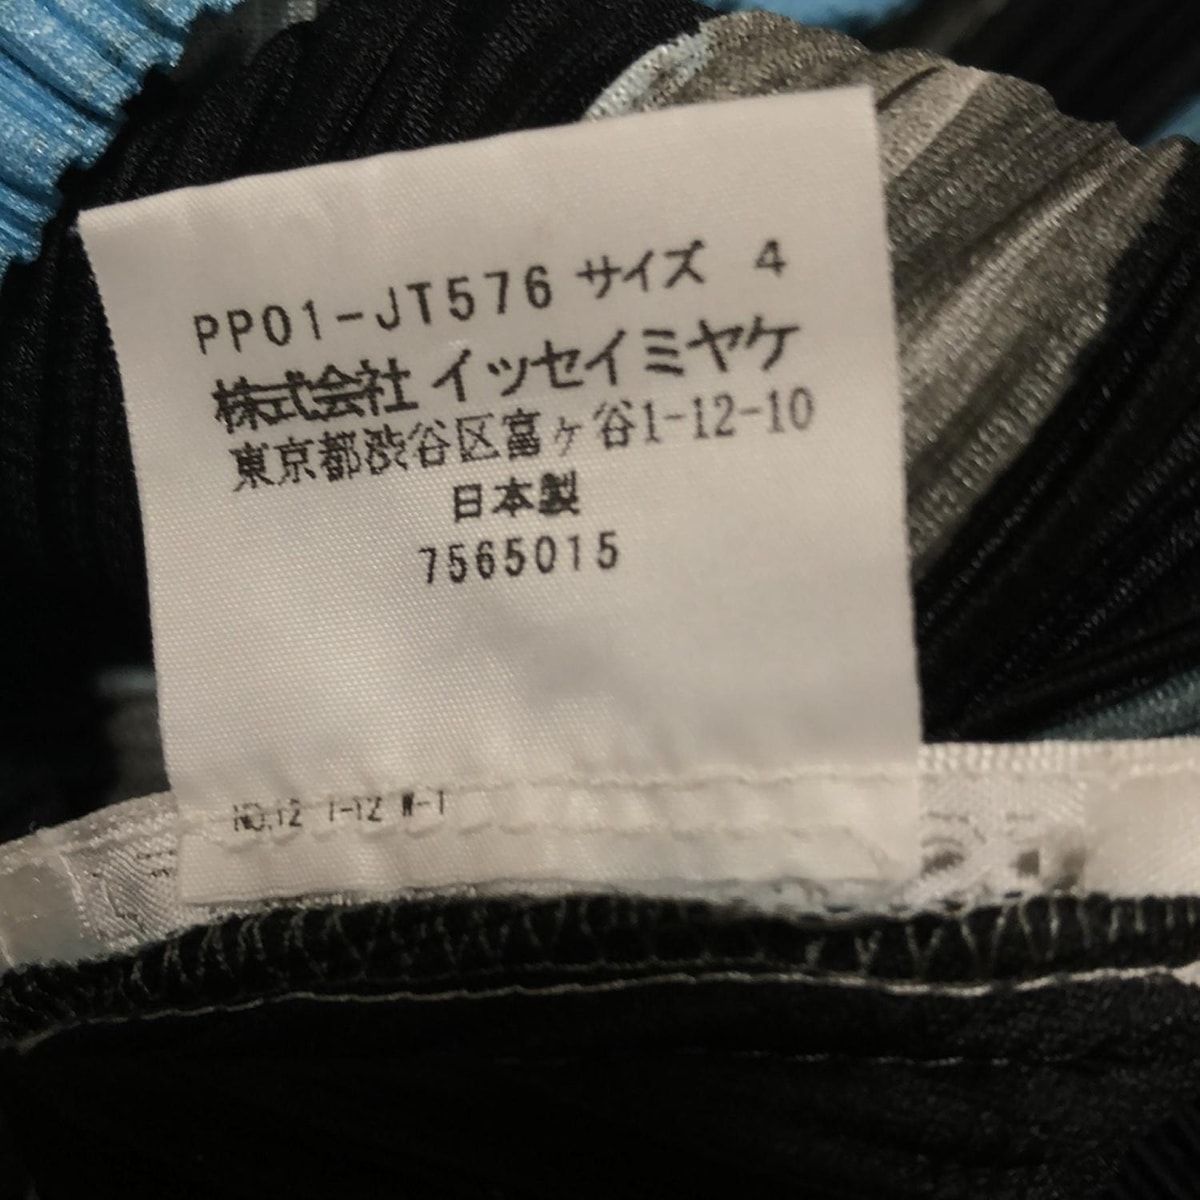 PP01-JT576 サイズ 4
株式会社 イッセイミヤケ
東京都渋谷区富ヶ谷1-12-10
日本製
7565015
NO.12 1-12 W-1